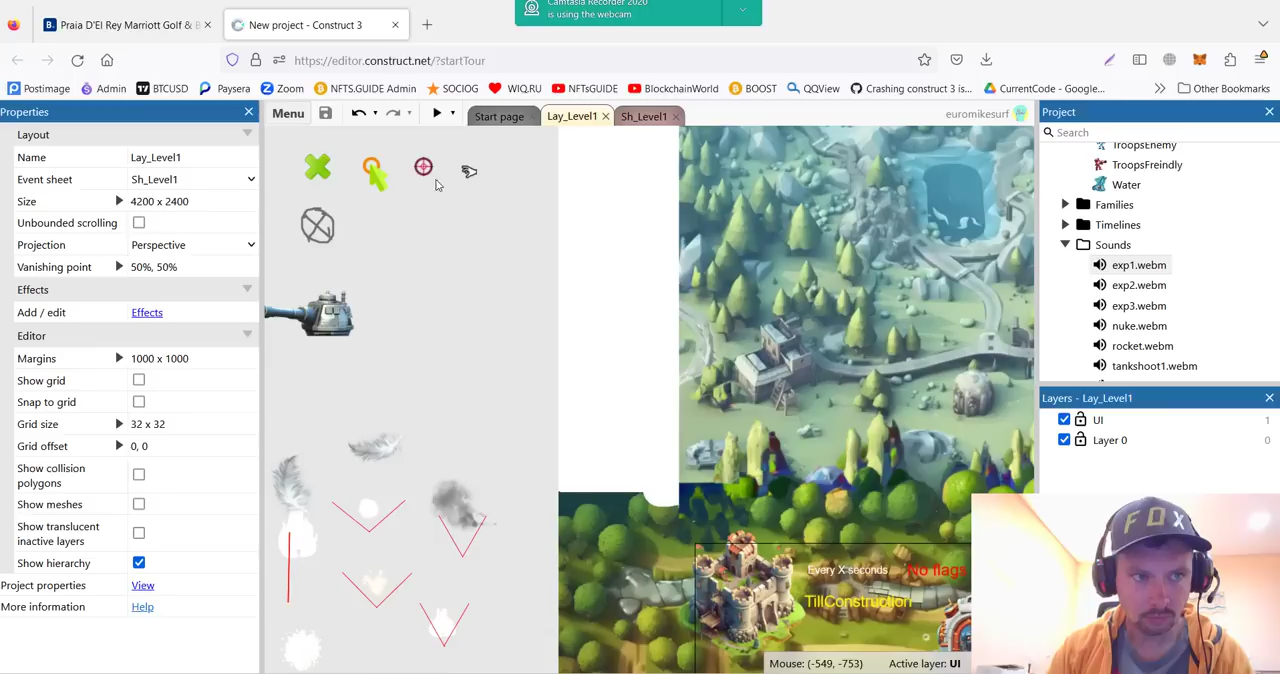 Praia D'El Rey Marriott Golf &
New project - Construct 3
Camtasia Recorder 2020
is using the webcam
https://editor.construct.net/?startTour
Postimage
Admin
BTCUSD
Paysera
Zoom
NFTS.GUIDE Admin
SOCIOG
WIQ.RU
NFTsGUIDE
BlockchainWorld
BOOST
QQView
Crashing construct 3 is...
CurrentCode - Google...
Other Bookmarks
Properties
Menu
Start page
Lay_Level1
Sh_Level1
euromikesurf
Project
Layout
Search
Name Lay_Level1
Event sheet Sh_Level1
Size 4200 x 2400
Unbounded scrolling
Projection Perspective
Vanishing point 50%, 50%
Effects
Add / edit Effects
Editor
Margins 1000 x 1000
Show grid
Snap to grid
Grid size 32 x 32
Grid offset 0, 0
Show collision
polygons
Show meshes
Show translucent
inactive layers
Show hierarchy
Project properties View
More information Help
TroopsEnemy
TroopsFreindly
Water
Families
Timelines
Sounds
exp1.webm
exp2.webm
exp3.webm
nuke.webm
rocket.webm
tankshoot1.webm
Layers - Lay_Level1
UI 1
Layer 0 0
Every X seconds
No flags
TillConstruction
Mouse: (-549, -753) Active layer: UI
FOX